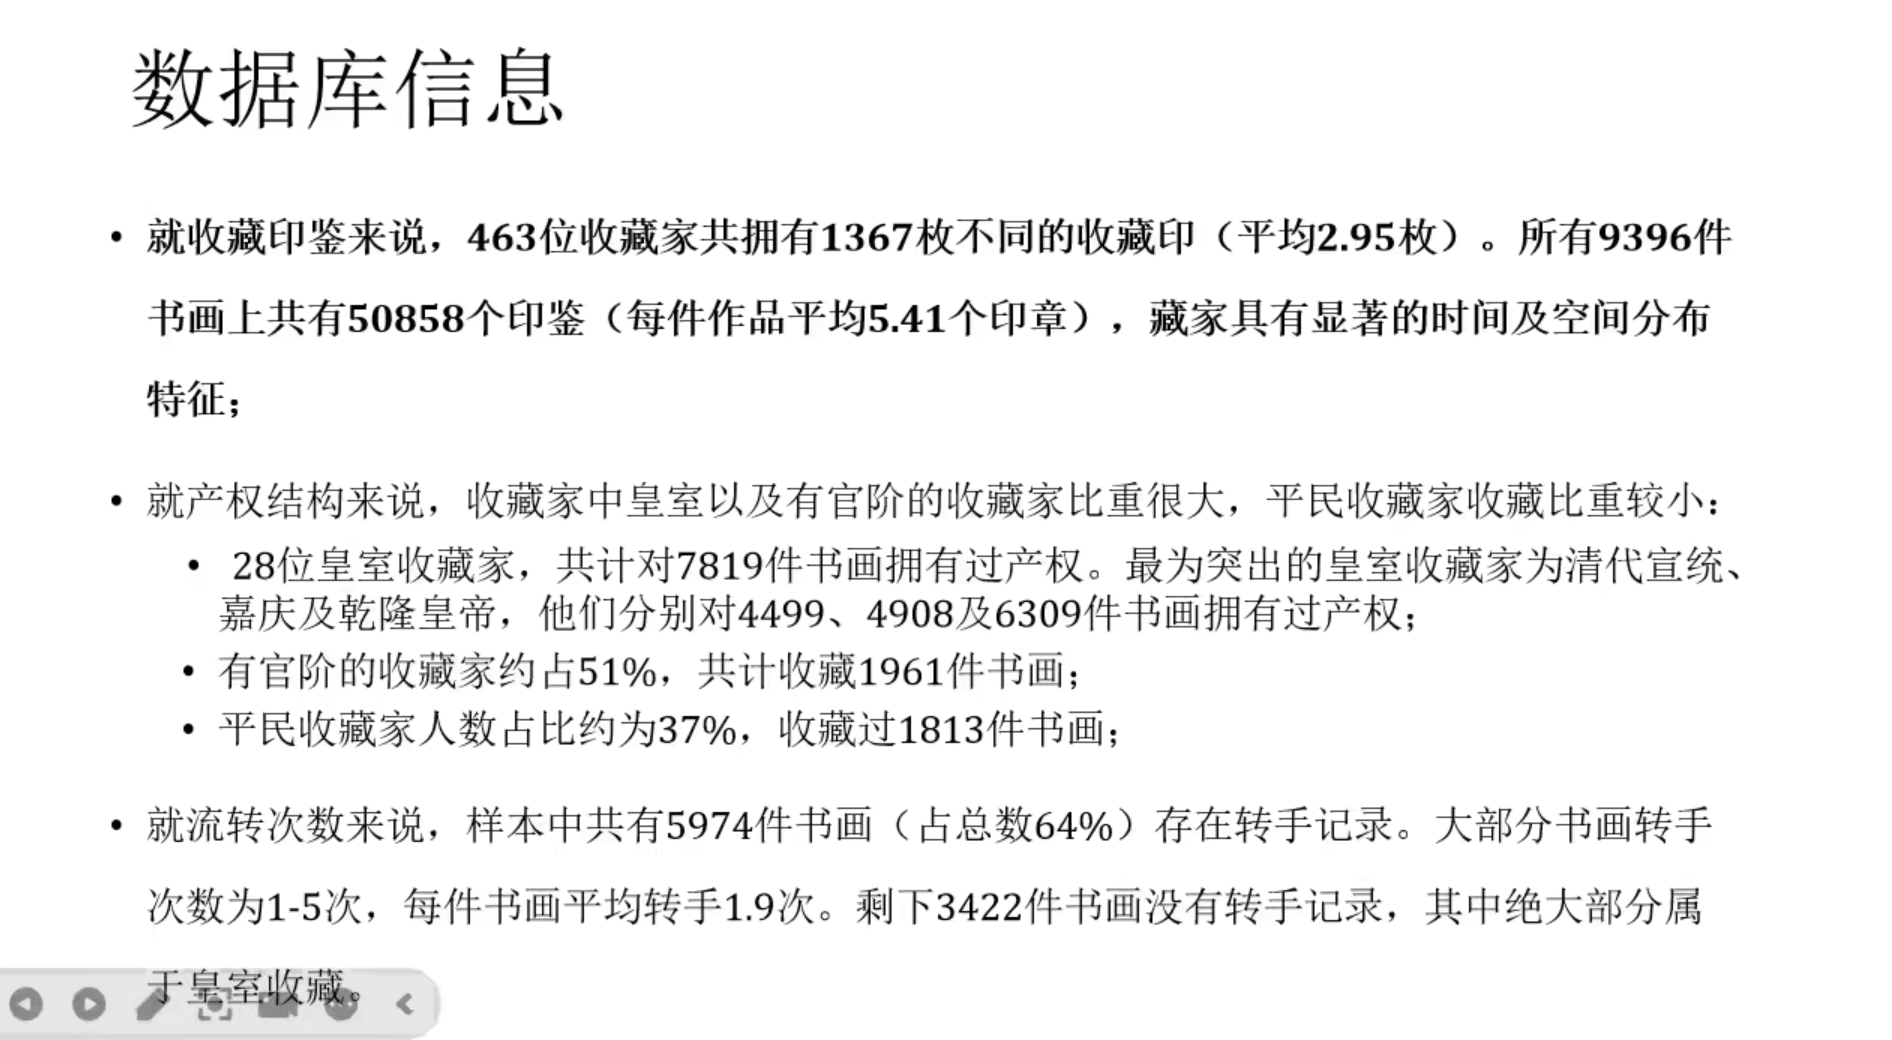 数据库信息
• 就收藏印鉴来说，463位收藏家共拥有1367枚不同的收藏印（平均2.95枚）。所有9396件
书画上共有50858个印鉴（每件作品平均5.41个印章），藏家具有显著的时间及空间分布
特征；
• 就产权结构来说，收藏家中皇室以及有官阶的收藏家比重很大，平民收藏家收藏比重较小：
• 28位皇室收藏家，共计对7819件书画拥有过产权。最为突出的皇室收藏家为清代宣统、
嘉庆及乾隆皇帝，他们分别对4499、4908及6309件书画拥有过产权；
• 有官阶的收藏家约占51%，共计收藏1961件书画；
• 平民收藏家人数占比约为37%，收藏过1813件书画；
• 就流转次数来说，样本中共有5974件书画（占总数64%）存在转手记录。大部分书画转手
次数为1-5次，每件书画平均转手1.9次。剩下3422件书画没有转手记录，其中绝大部分属
于皇室收藏。